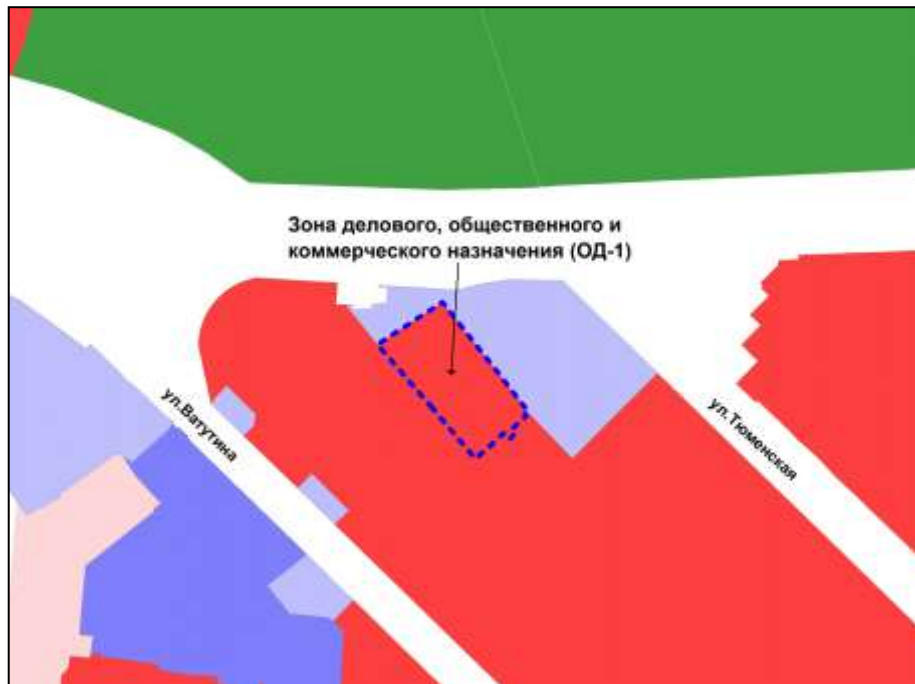 Зона делового, общественного и
коммерческого назначения (ОД-1)
ул.Ватутина
ул.Тюменская